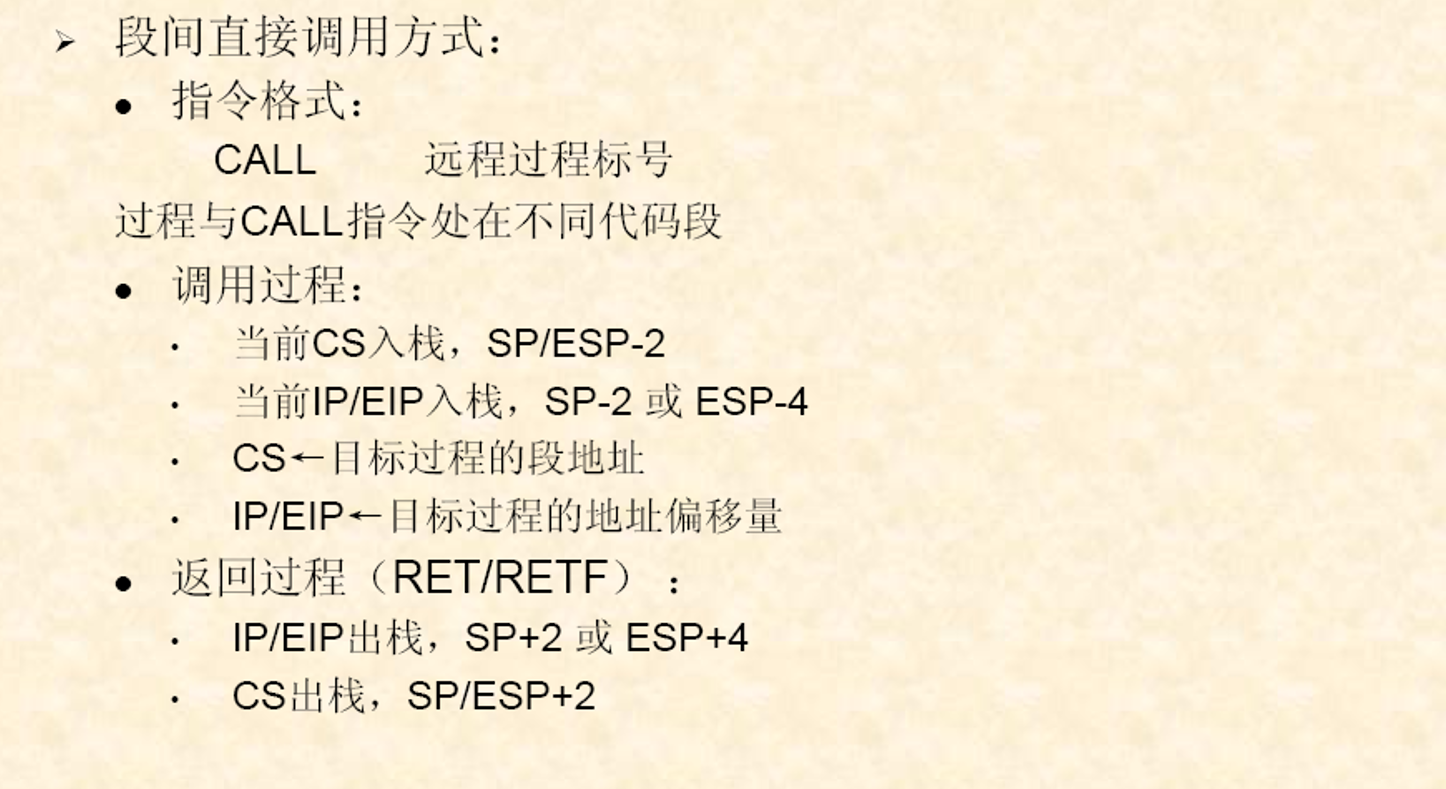 ➢ 段间直接调用方式：
● 指令格式：
CALL 远程过程标号
过程与CALL指令处在不同代码段
● 调用过程：
· 当前CS入栈，SP/ESP-2
· 当前IP/EIP入栈，SP-2 或 ESP-4
· CS←目标过程的段地址
· IP/EIP←目标过程的地址偏移量
● 返回过程（RET/RETF）：
· IP/EIP出栈，SP+2 或 ESP+4
· CS出栈，SP/ESP+2